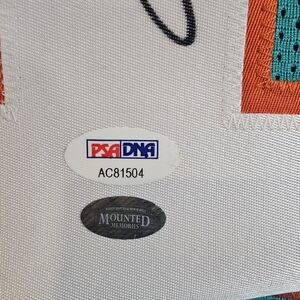 PSA DNA
AC81504
MOUNTED
MEMORIES